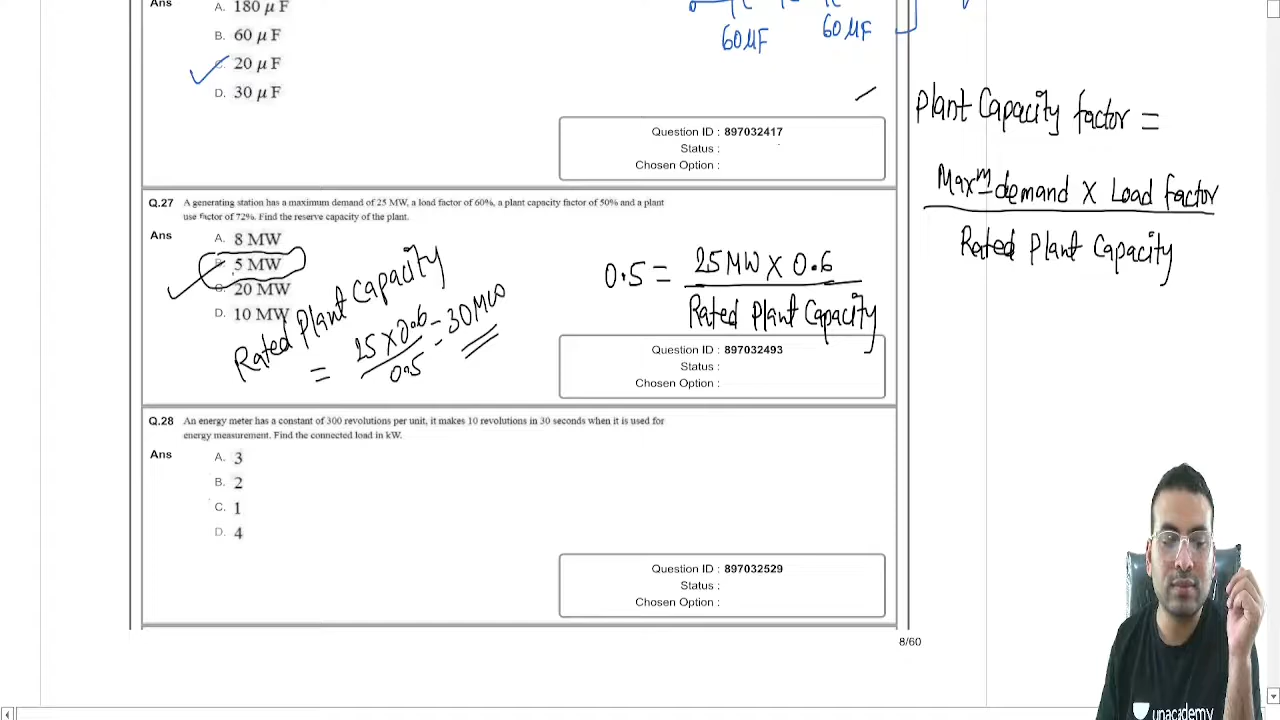 Ans
A. 180 μ F
B. 60 μ F
C. 20 μ F
D. 30 μ F
60μF
60μF
Question ID : 897032417
Status :
Chosen Option :
Plant Capacity factor =
Maxm demand X Load factor
Rated Plant Capacity
Q.27 A generating station has a maximum demand of 25 MW, a load factor of 60%, a plant capacity factor of 50% and a plant
use factor of 72%. Find the reserve capacity of the plant.
Ans
A. 8 MW
B. 5 MW
C. 20 MW
D. 10 MW
Rated Plant Capacity
= 25 X 0.6 = 30 MW
0.5
0.5 = 25 MW X 0.6
Rated Plant Capacity
Question ID : 897032493
Status :
Chosen Option :
Q.28 An energy meter has a constant of 300 revolutions per unit, it makes 10 revolutions in 30 seconds when it is used for
energy measurement. Find the connected load in kW.
Ans
A. 3
B. 2
C. 1
D. 4
Question ID : 897032529
Status :
Chosen Option :
8/60
unacademy